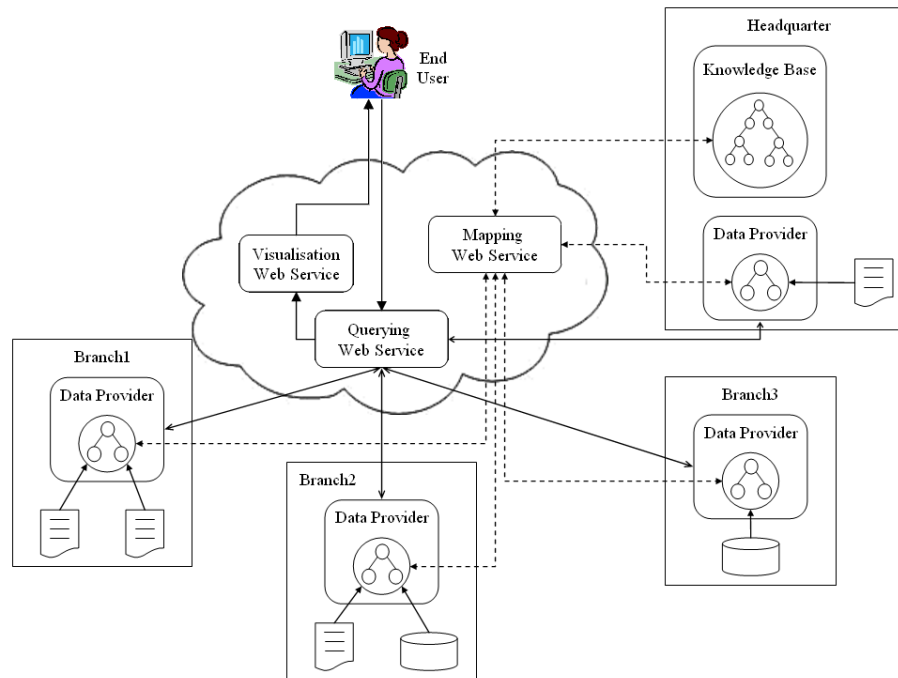 Headquarter
End
User
Knowledge Base
Mapping
Web Service
Data Provider
Visualisation
Web Service
Querying
Web Service
Branch1
Data Provider
Branch3
Data Provider
Branch2
Data Provider